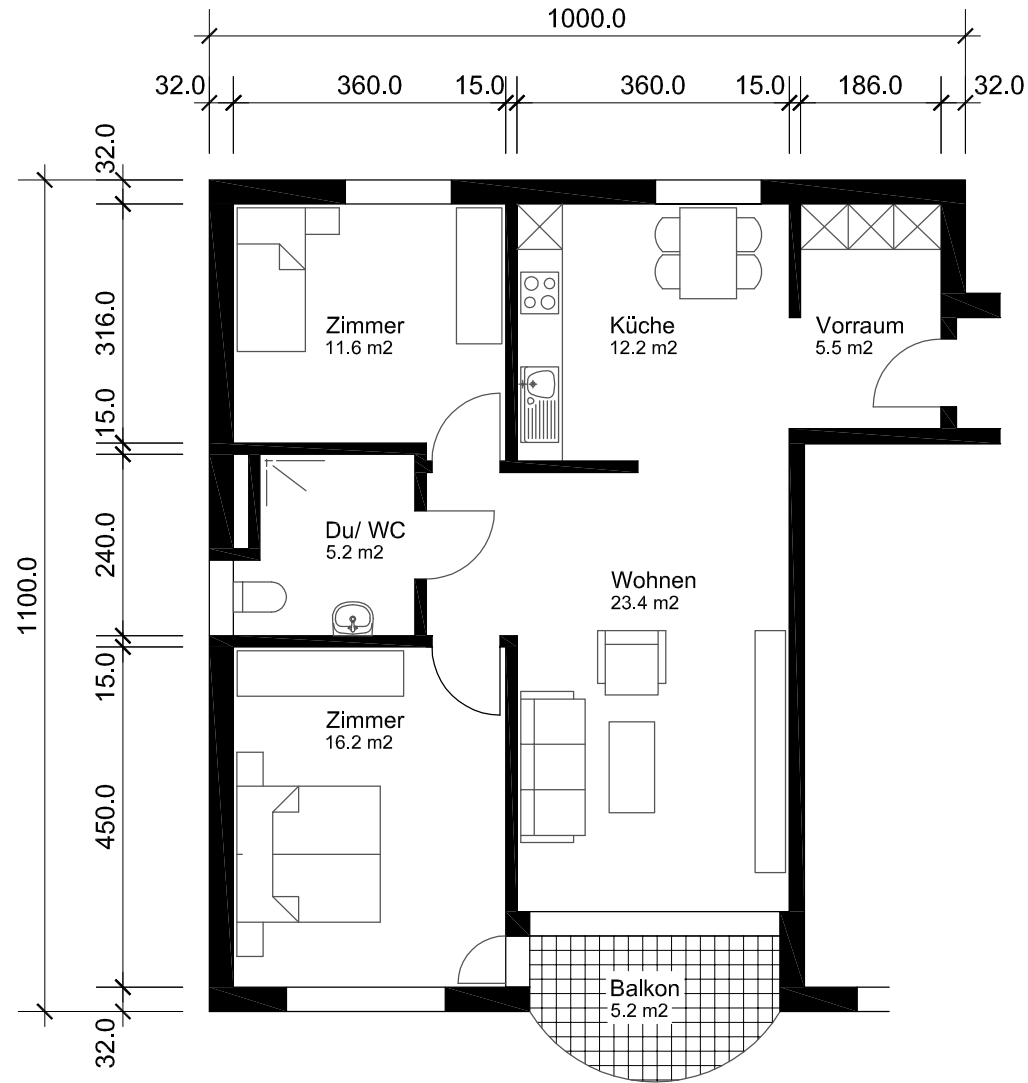 1000.0
32.0 360.0 15.0 360.0 15.0 186.0 32.0
32.0
316.0
15.0
240.0
1100.0
15.0
450.0
32.0
Zimmer
11.6 m2
Küche
12.2 m2
Vorraum
5.5 m2
Du/ WC
5.2 m2
Wohnen
23.4 m2
Zimmer
16.2 m2
Balkon
5.2 m2